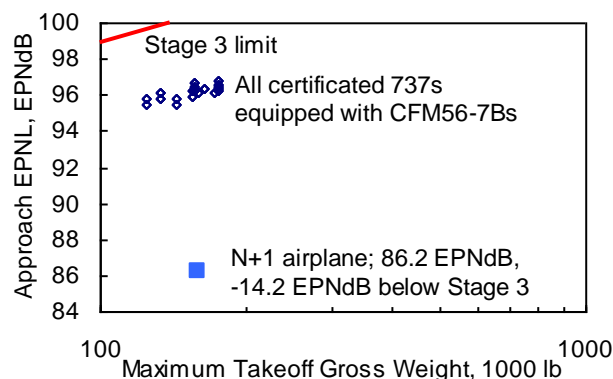 100
98
96
94
92
90
88
86
84
Approach EPNL, EPNdB
Stage 3 limit
All certificated 737s
equipped with CFM56-7Bs
N+1 airplane; 86.2 EPNdB,
-14.2 EPNdB below Stage 3
100
1000
Maximum Takeoff Gross Weight, 1000 lb